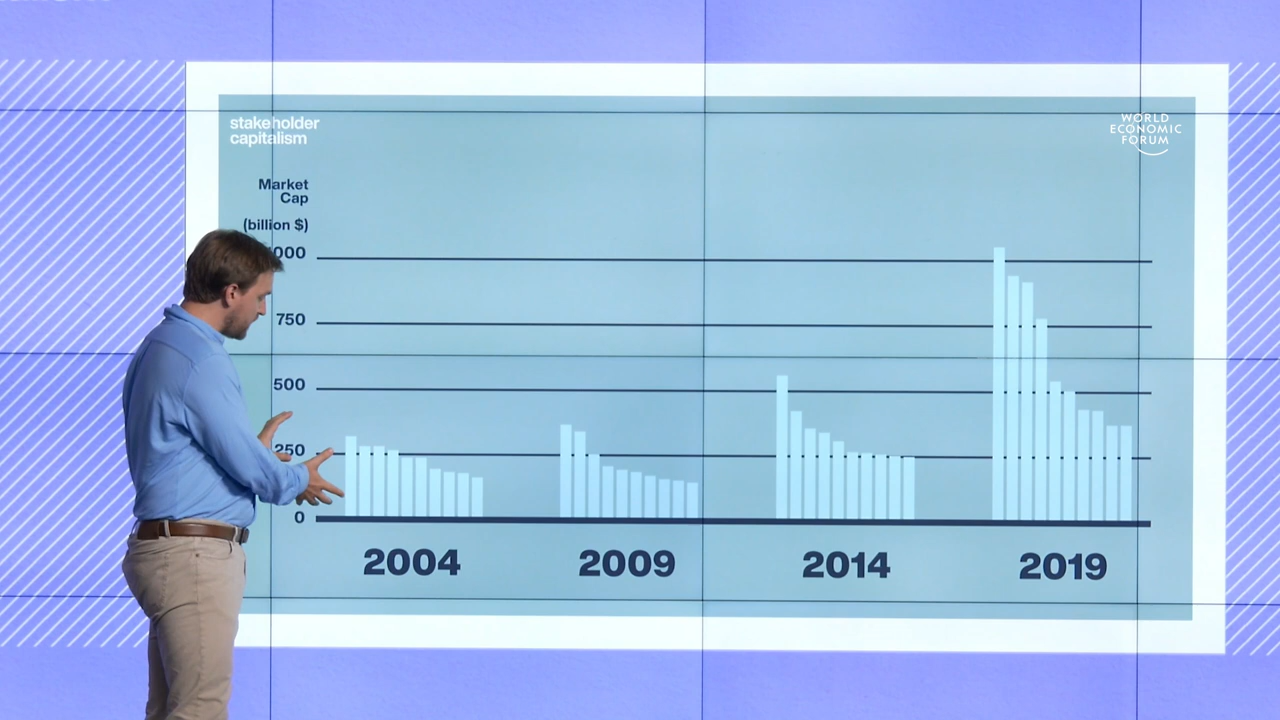 stakeholder
capitalism
WORLD
ECONOMIC
FORUM
Market
Cap
(billion $)
000
750
500
250
0
2004
2009
2014
2019